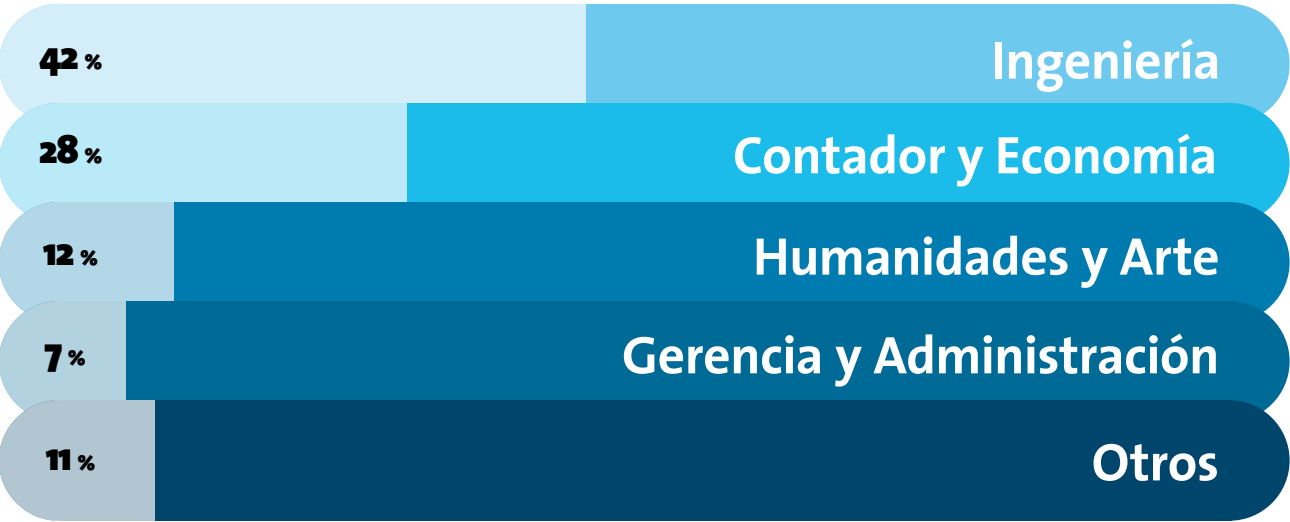 42 % Ingeniería
28 % Contador y Economía
12 % Humanidades y Arte
7 % Gerencia y Administración
11 % Otros